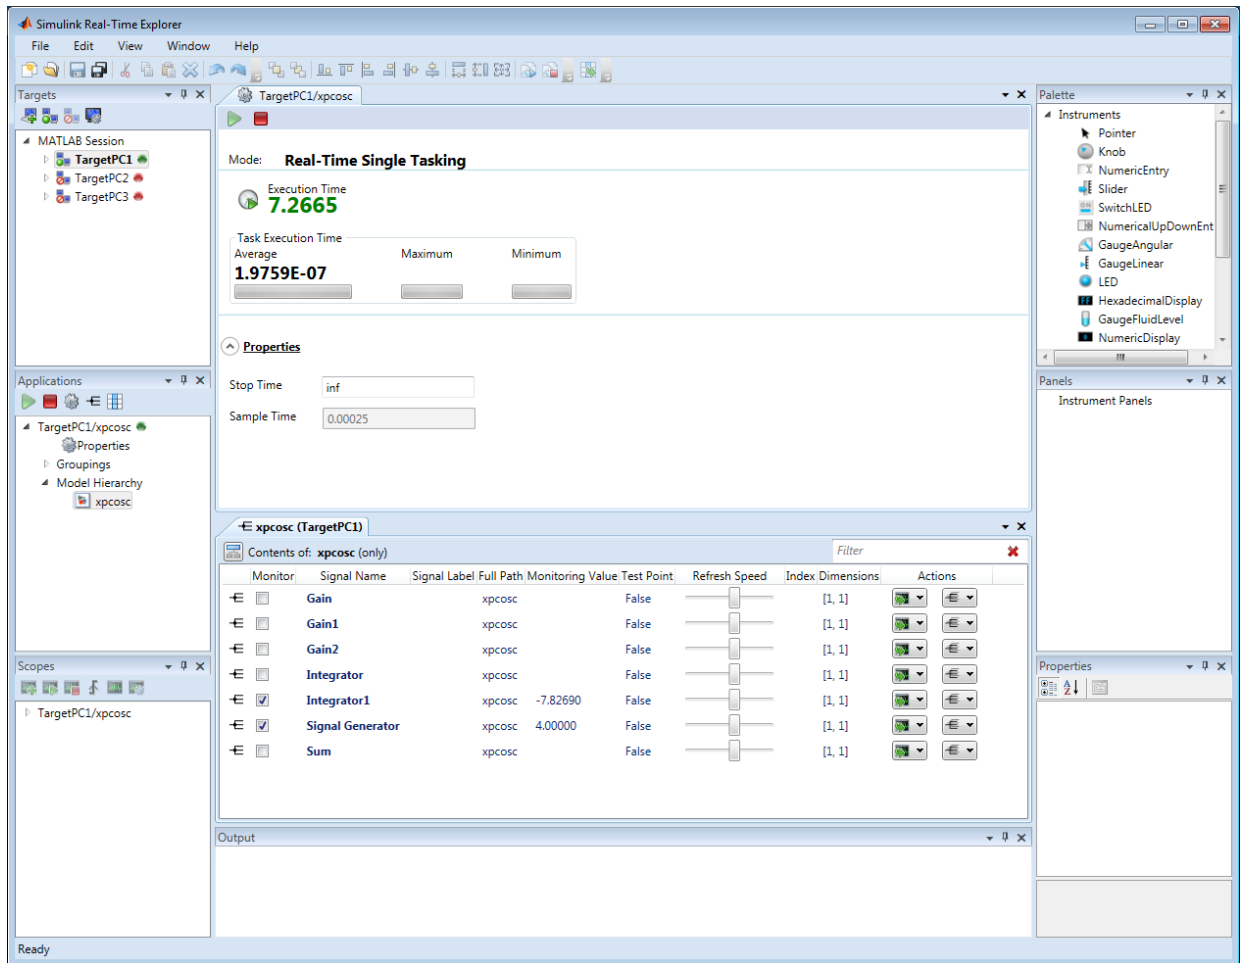 Simulink Real-Time Explorer
File Edit View Window Help
Targets
MATLAB Session
TargetPC1
TargetPC2
TargetPC3
Applications
TargetPC1/xpcosc
Properties
Groupings
Model Hierarchy
xpcosc
Scopes
TargetPC1/xpcosc
TargetPC1/xpcosc
Mode: Real-Time Single Tasking
Execution Time
7.2665
Task Execution Time
Average Maximum Minimum
1.9759E-07
Properties
Stop Time inf
Sample Time 0.00025
xpcosc (TargetPC1)
Contents of: xpcosc (only) Filter
Monitor Signal Name Signal Label Full Path Monitoring Value Test Point Refresh Speed Index Dimensions Actions
Gain xpcosc False [1, 1]
Gain1 xpcosc False [1, 1]
Gain2 xpcosc False [1, 1]
Integrator xpcosc False [1, 1]
Integrator1 xpcosc -7.82690 False [1, 1]
Signal Generator xpcosc 4.00000 False [1, 1]
Sum xpcosc False [1, 1]
Output
Palette
Instruments
Pointer
Knob
NumericEntry
Slider
SwitchLED
NumericalUpDownEnt
GaugeAngular
GaugeLinear
LED
HexadecimalDisplay
GaugeFluidLevel
NumericDisplay
Panels
Instrument Panels
Properties
Ready